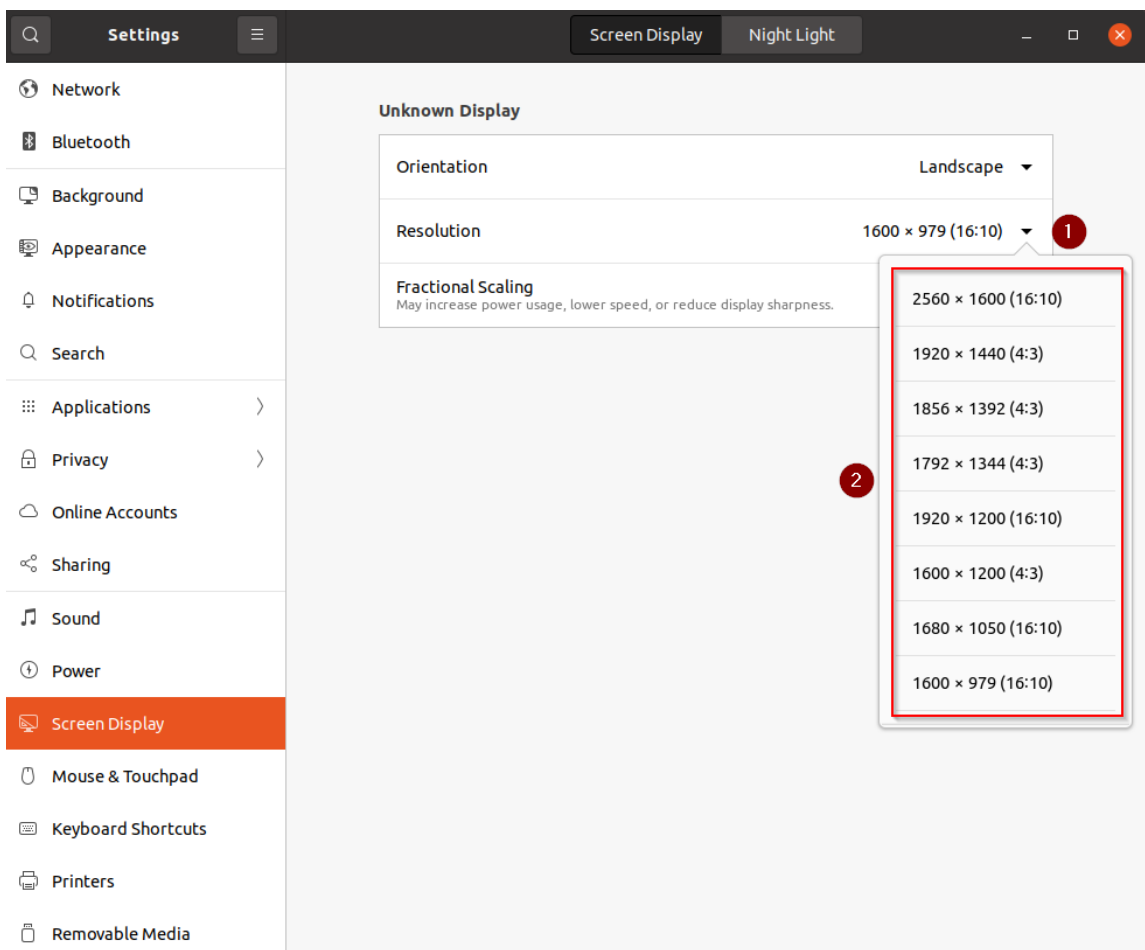 Settings
Screen Display
Night Light
Network
Bluetooth
Background
Appearance
Notifications
Search
Applications
Privacy
Online Accounts
Sharing
Sound
Power
Screen Display
Mouse & Touchpad
Keyboard Shortcuts
Printers
Removable Media
Unknown Display
Orientation
Landscape
Resolution
1600 × 979 (16∶10)
1
Fractional Scaling
May increase power usage, lower speed, or reduce display sharpness.
2
2560 × 1600 (16∶10)
1920 × 1440 (4∶3)
1856 × 1392 (4∶3)
1792 × 1344 (4∶3)
1920 × 1200 (16∶10)
1600 × 1200 (4∶3)
1680 × 1050 (16∶10)
1600 × 979 (16∶10)